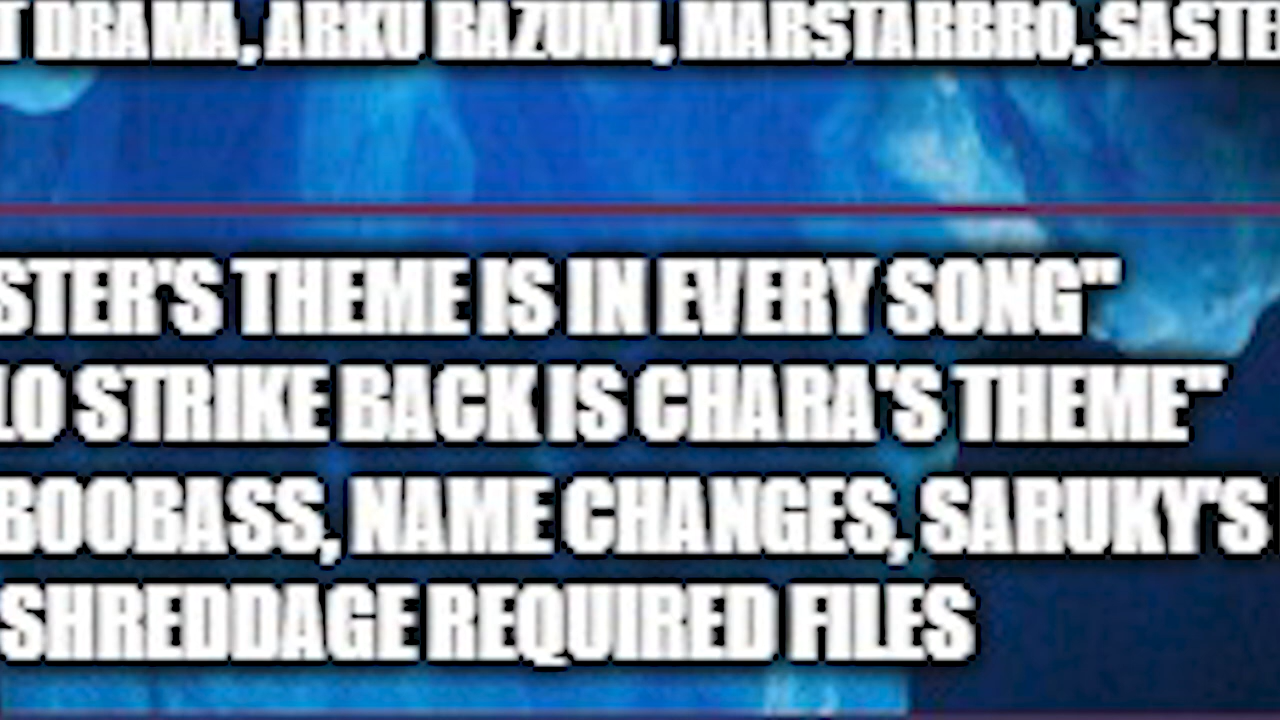 T DRAMA, ARKU RAZUMI, MARSTARBRO, SASTE
STER'S THEME IS IN EVERY SONG"
LO STRIKE BACK IS CHARA'S THEME"
BOOBASS, NAME CHANGES, SARUKY'S
SHREDDAGE REQUIRED FILES